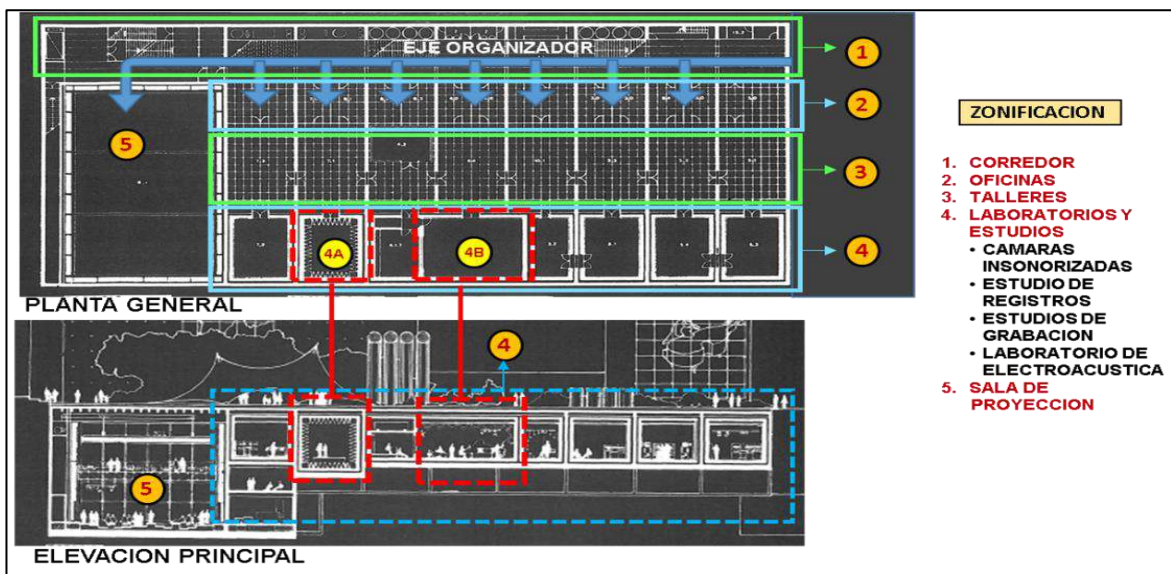 EJE ORGANIZADOR
1
2
5
3
4A
4B
4
PLANTA GENERAL
4
5
ELEVACION PRINCIPAL
ZONIFICACION
1. CORREDOR
2. OFICINAS
3. TALLERES
4. LABORATORIOS Y
ESTUDIOS
• CAMARAS
INSONORIZADAS
• ESTUDIO DE
REGISTROS
• ESTUDIOS DE
GRABACION
• LABORATORIO DE
ELECTROACUSTICA
5. SALA DE
PROYECCION